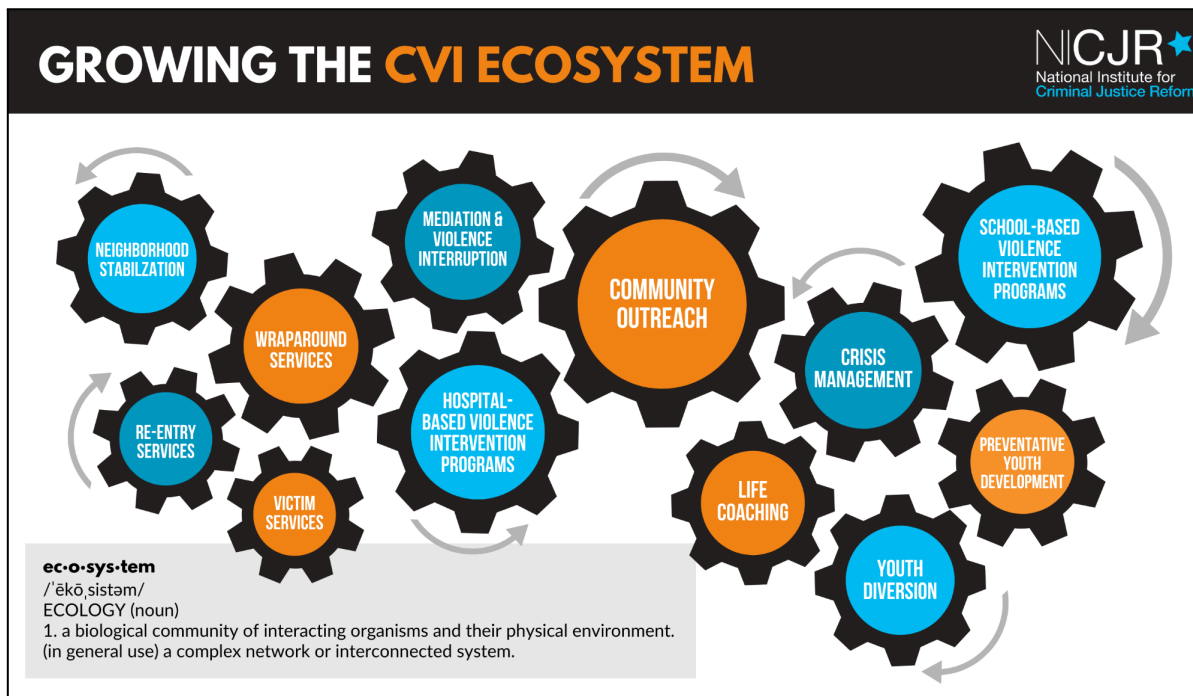 GROWING THE CVI ECOSYSTEM
NICJR
National Institute for
Criminal Justice Reform
NEIGHBORHOOD
STABILZATION
WRAPAROUND
SERVICES
RE-ENTRY
SERVICES
VICTIM
SERVICES
MEDIATION &
VIOLENCE
INTERRUPTION
HOSPITAL-
BASED VIOLENCE
INTERVENTION
PROGRAMS
COMMUNITY
OUTREACH
CRISIS
MANAGEMENT
SCHOOL-BASED
VIOLENCE
INTERVENTION
PROGRAMS
LIFE
COACHING
PREVENTATIVE
YOUTH
DEVELOPMENT
YOUTH
DIVERSION
ec·o·sys·tem
/ˈēkōˌsistəm/
ECOLOGY (noun)
1. a biological community of interacting organisms and their physical environment.
(in general use) a complex network or interconnected system.